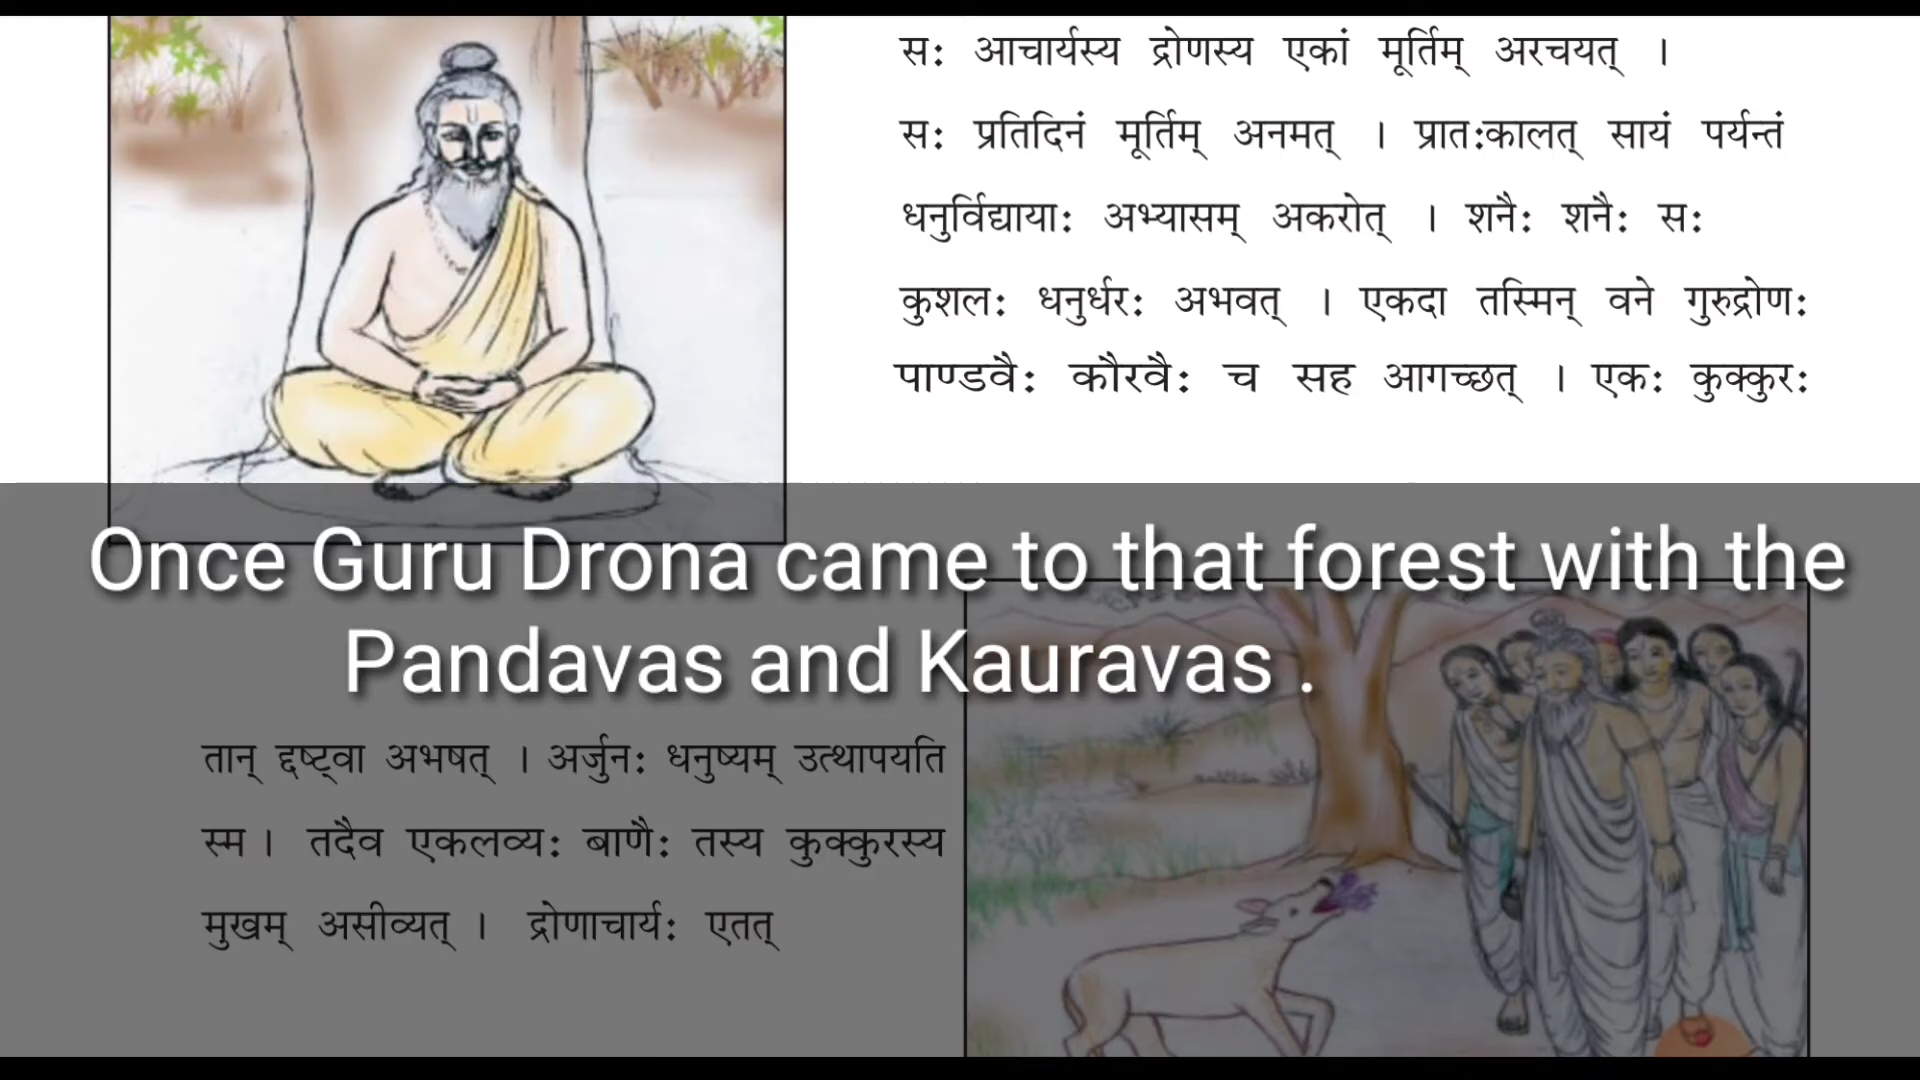 सः आचार्यस्य द्रोणस्य एकां मूर्तिम् अरचयत् ।
सः प्रतिदिनं मूर्तिम् अनमत् । प्रातःकालत् सायं पर्यन्तं
धनुर्विद्यायाः अभ्यासम् अकरोत् । शनैः शनैः सः
कुशलः धनुर्धरः अभवत् । एकदा तस्मिन् वने गुरुद्रोणः
पाण्डवैः कौरवैः च सह आगच्छत् । एकः कुक्कुरः
Once Guru Drona came to that forest with the
Pandavas and Kauravas .
तान् द्दष्ट्वा अभषत् । अर्जुनः धनुष्यम् उत्थापयति
स्म । तदैव एकलव्यः बाणैः तस्य कुक्कुरस्य
मुखम् असीव्यत् । द्रोणाचार्यः एतत्